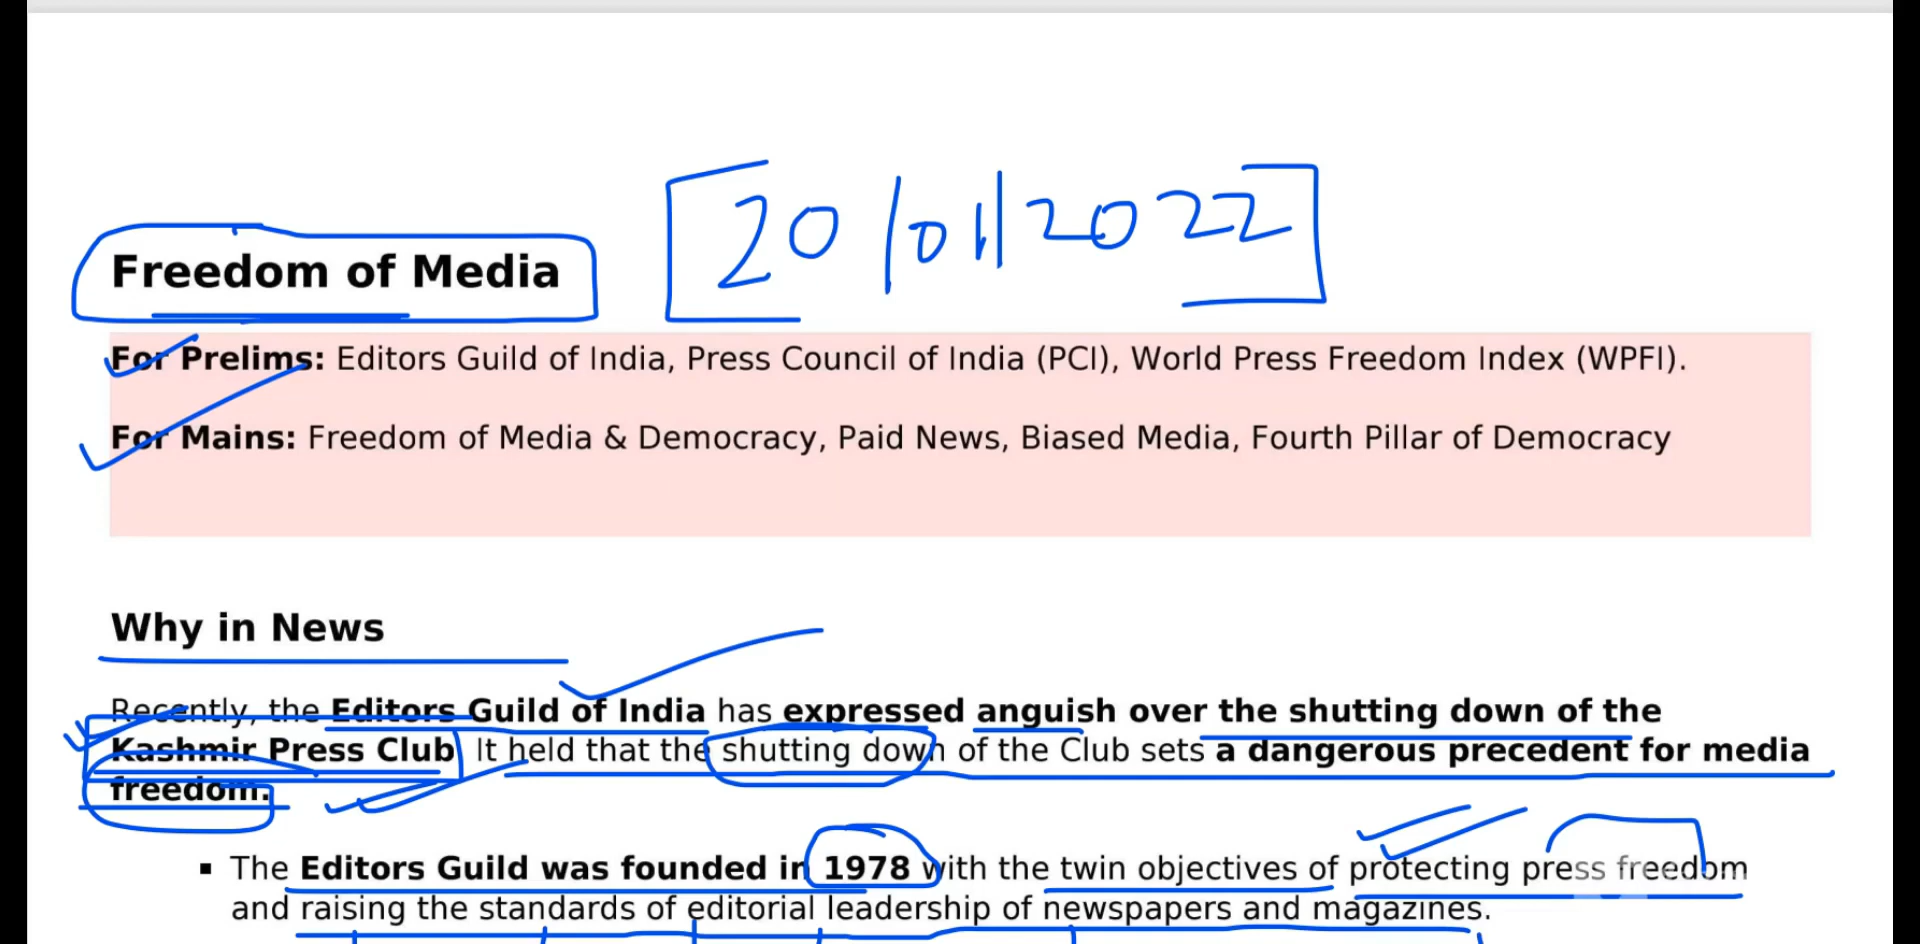 20/01/2022
Freedom of Media
For Prelims: Editors Guild of India, Press Council of India (PCI), World Press Freedom Index (WPFI).
For Mains: Freedom of Media & Democracy, Paid News, Biased Media, Fourth Pillar of Democracy
Why in News
Recently, the Editors Guild of India has expressed anguish over the shutting down of the
Kashmir Press Club It held that the shutting down of the Club sets a dangerous precedent for media
freedom.
▪ The Editors Guild was founded in 1978 with the twin objectives of protecting press freedom
and raising the standards of editorial leadership of newspapers and magazines.